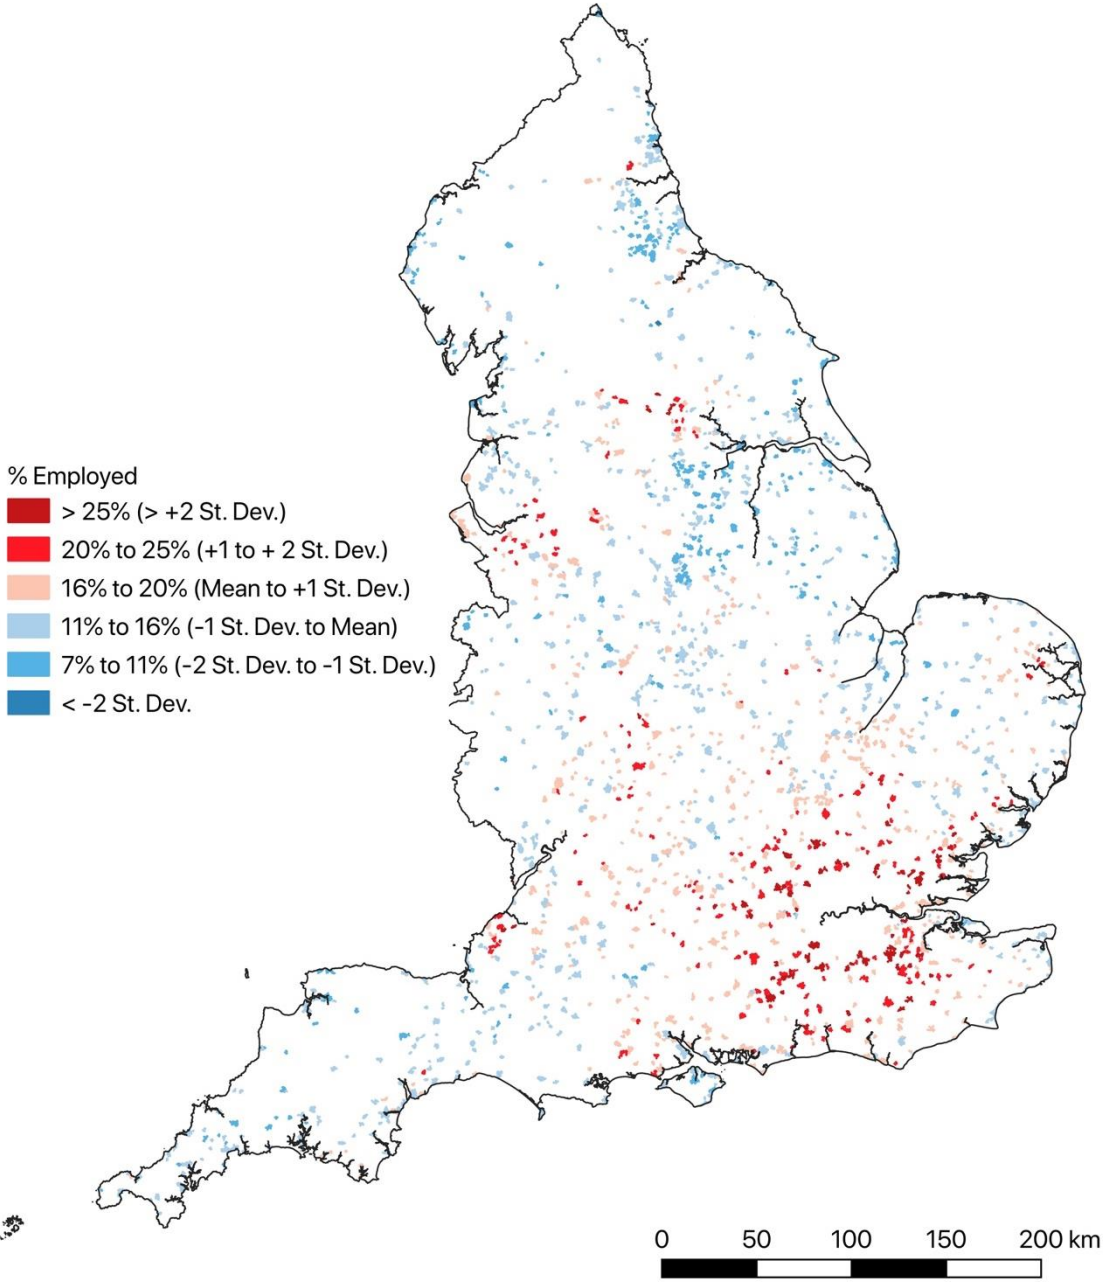 % Employed
> 25% (> +2 St. Dev.)
20% to 25% (+1 to + 2 St. Dev.)
16% to 20% (Mean to +1 St. Dev.)
11% to 16% (-1 St. Dev. to Mean)
7% to 11% (-2 St. Dev. to -1 St. Dev.)
< -2 St. Dev.
0 50 100 150 200 km